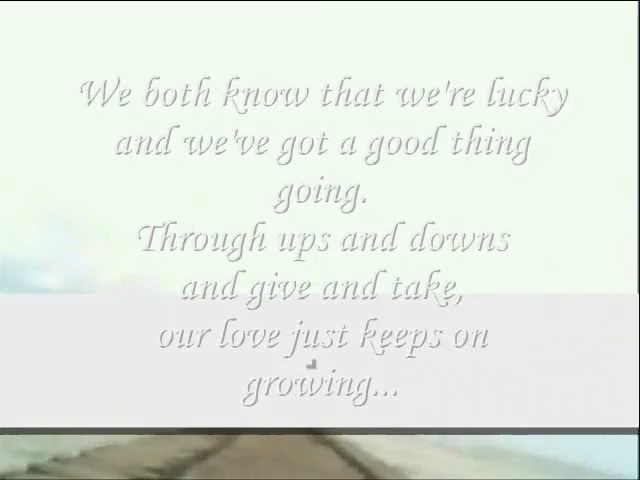 We both know that we're lucky
and we've got a good thing
going.
Through ups and downs
and give and take,
our love just keeps on
growing...